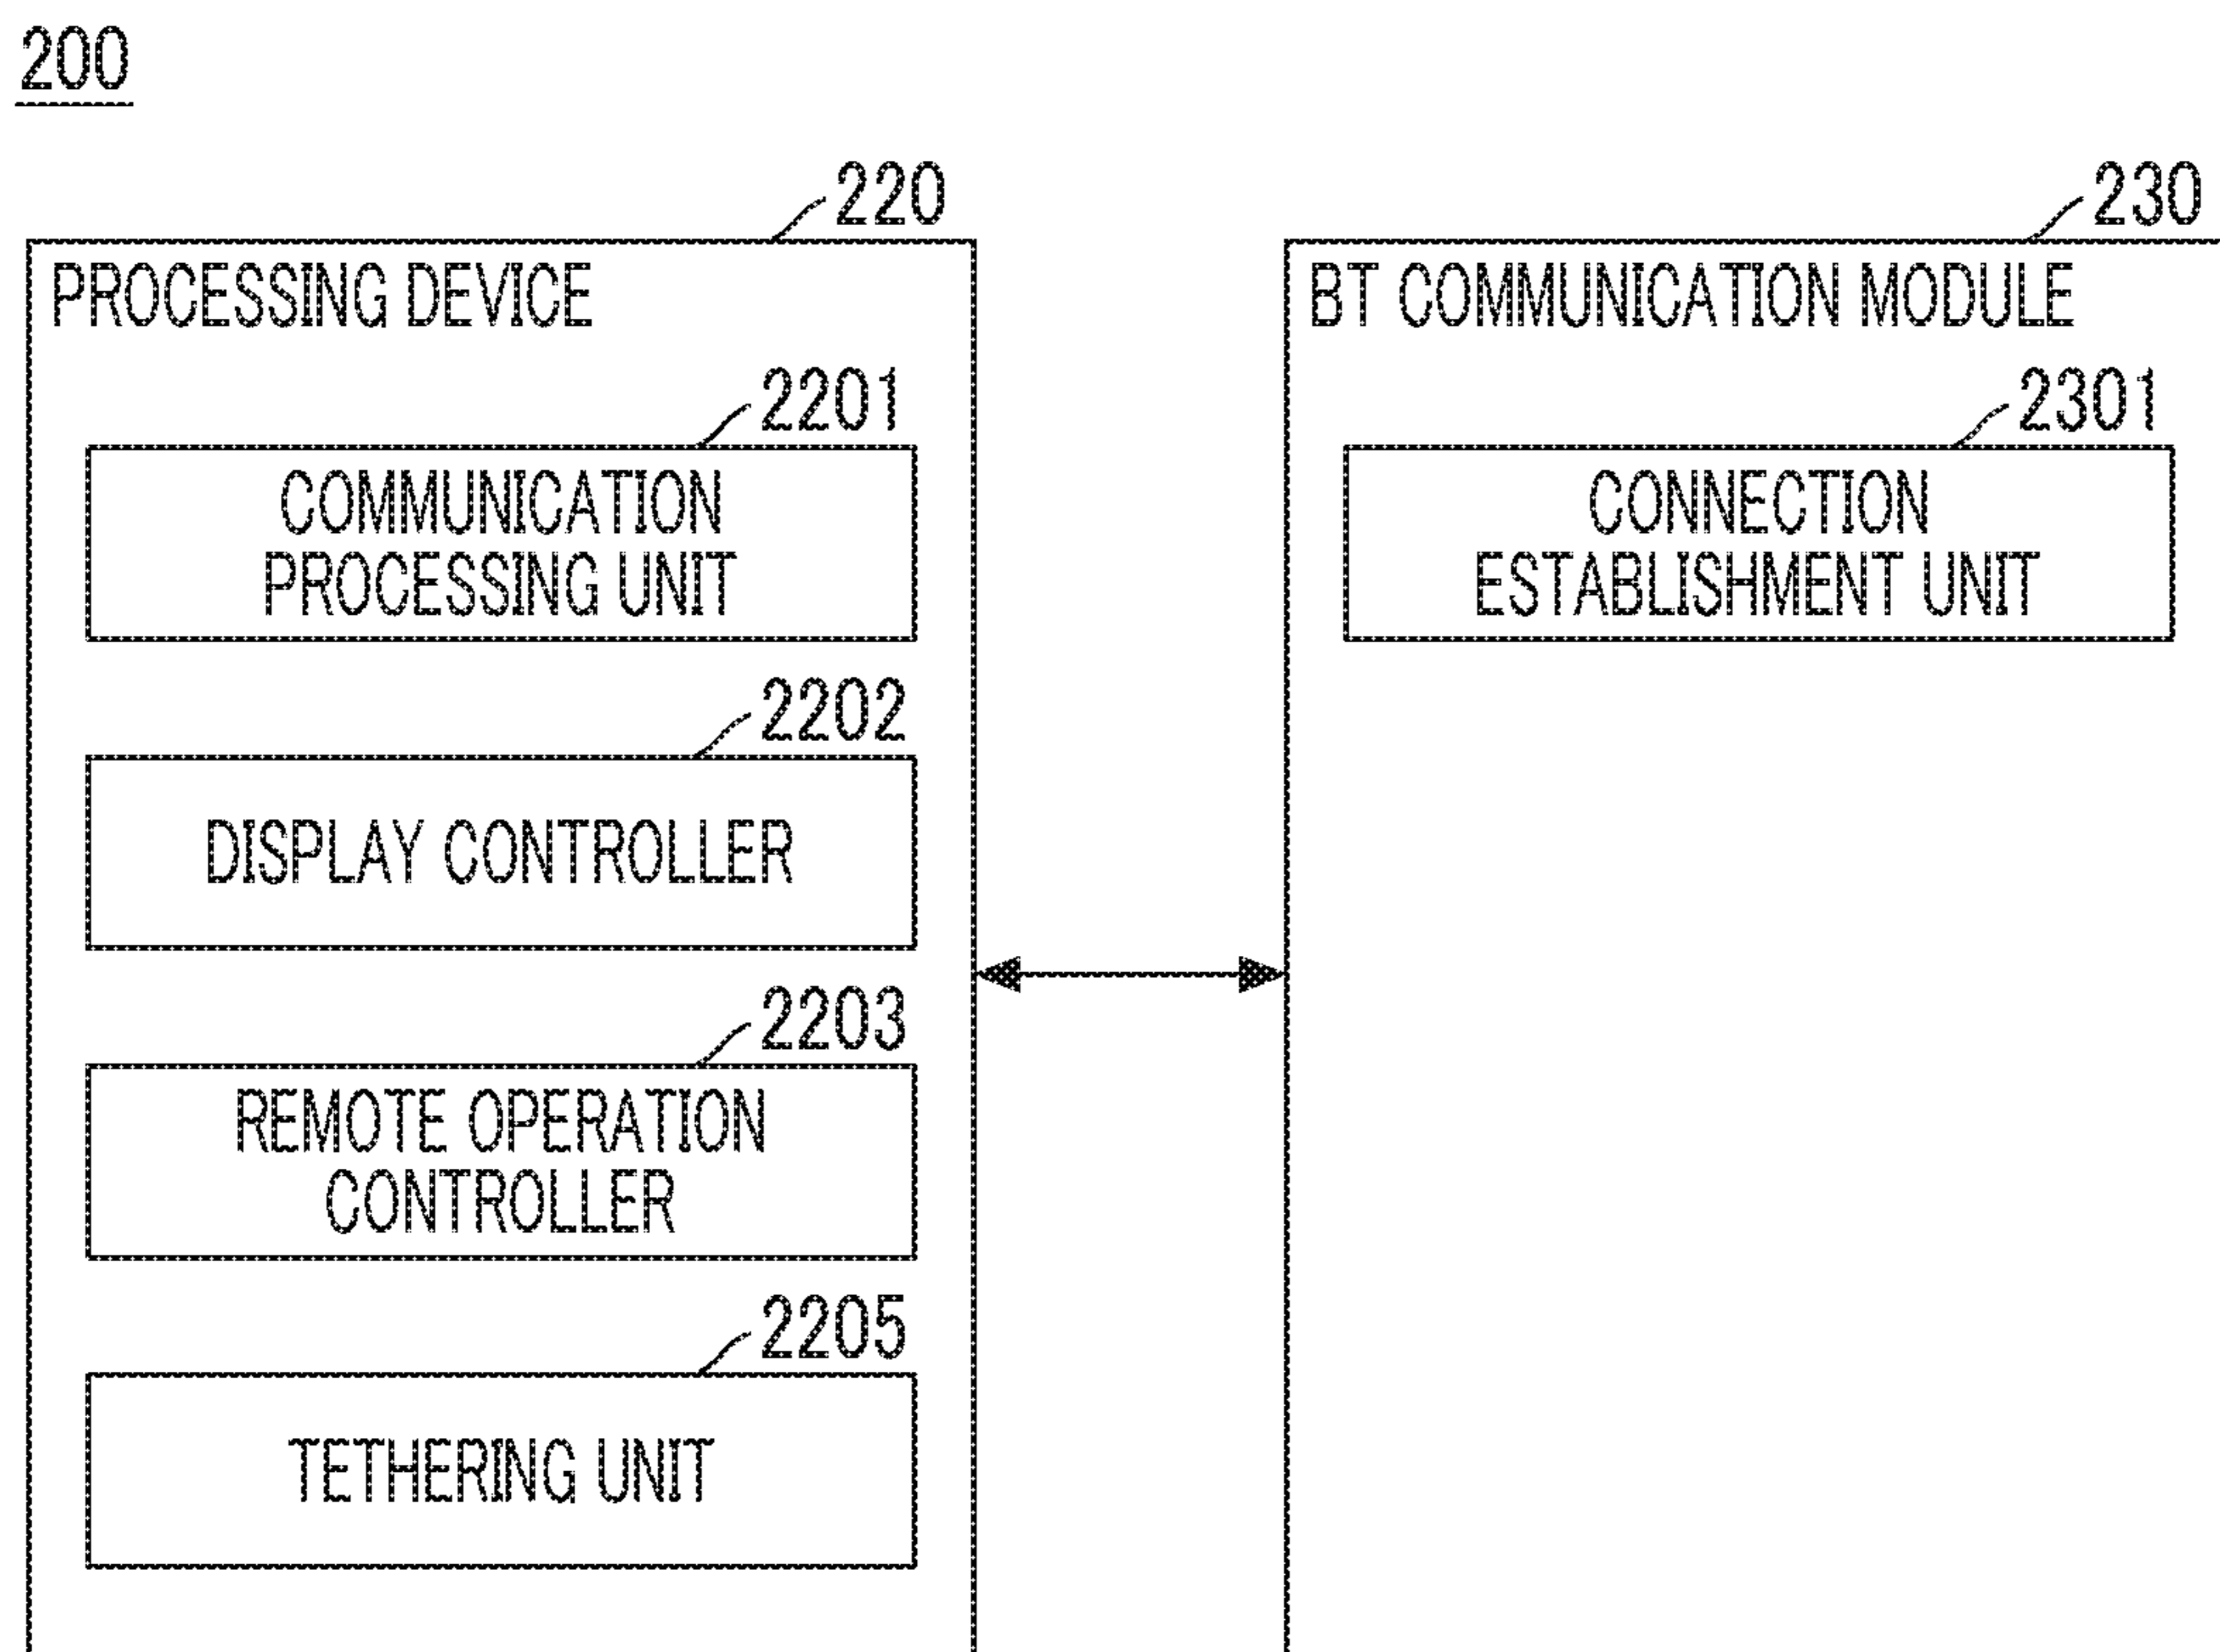 200
220
PROCESSING DEVICE
2201
COMMUNICATION
PROCESSING UNIT
2202
DISPLAY CONTROLLER
2203
REMOTE OPERATION
CONTROLLER
2205
TETHERING UNIT
230
BT COMMUNICATION MODULE
2301
CONNECTION
ESTABLISHMENT UNIT